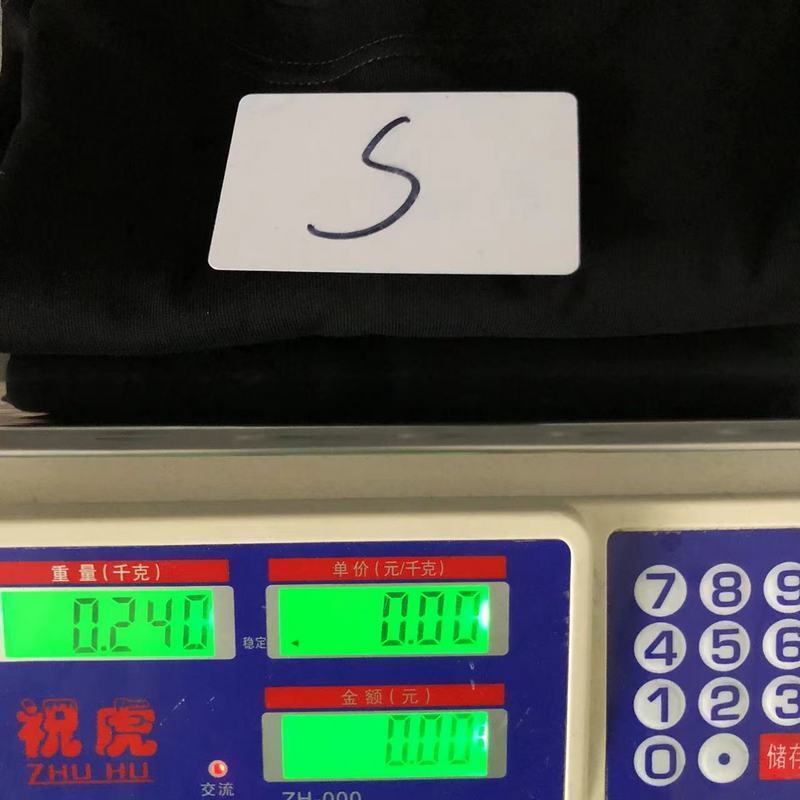 S
重量(千克)
单价(元/千克)
0.240
稳定
0.00
金额(元)
0.00
祝虎
ZHU HU
交流
ZH-000
7 8 9
4 5 6
1 2 3
0 .
储存